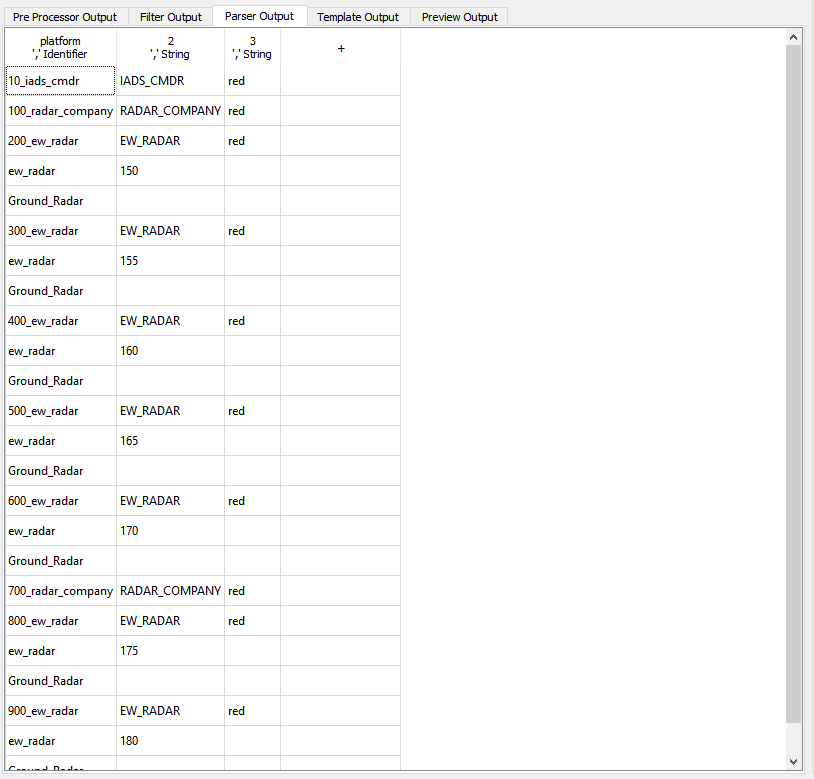 Pre Processor Output Filter Output Parser Output Template Output Preview Output
platform 2 3 +
',' Identifier ',' String ',' String
10_iads_cmdr IADS_CMDR red
100_radar_company RADAR_COMPANY red
200_ew_radar EW_RADAR red
ew_radar 150
Ground_Radar
300_ew_radar EW_RADAR red
ew_radar 155
Ground_Radar
400_ew_radar EW_RADAR red
ew_radar 160
Ground_Radar
500_ew_radar EW_RADAR red
ew_radar 165
Ground_Radar
600_ew_radar EW_RADAR red
ew_radar 170
Ground_Radar
700_radar_company RADAR_COMPANY red
800_ew_radar EW_RADAR red
ew_radar 175
Ground_Radar
900_ew_radar EW_RADAR red
ew_radar 180
Ground_Radar